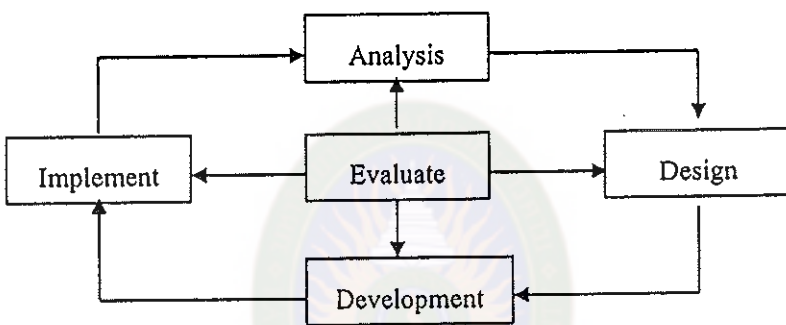 Analysis
Implement
Evaluate
Design
Development